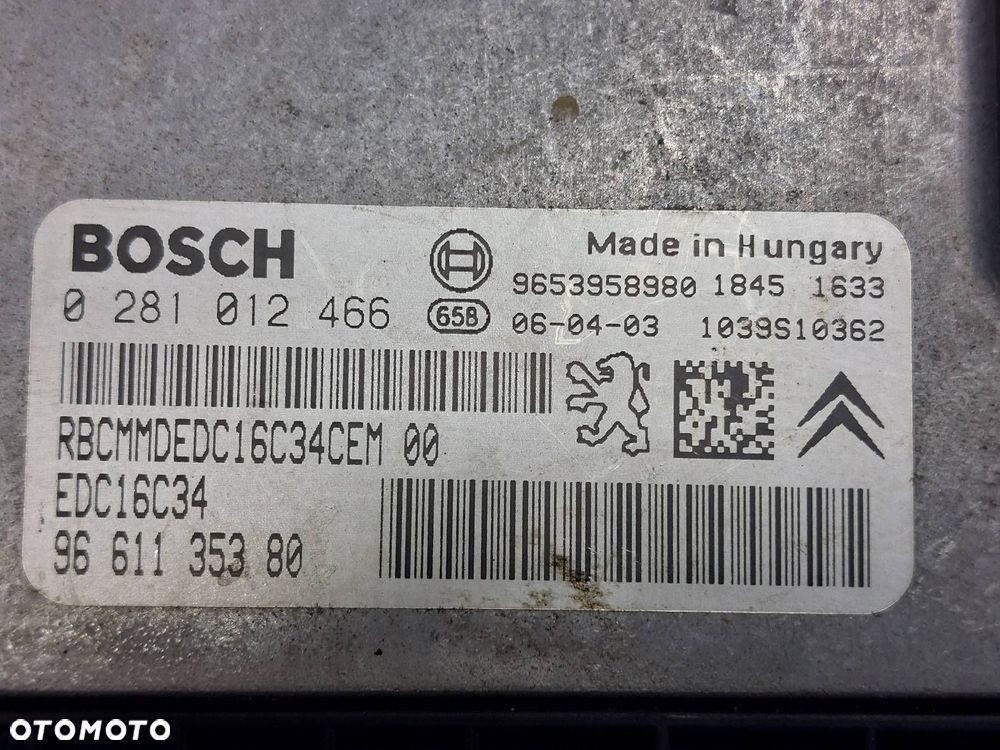 BOSCH
Made in Hungary
9653958980 1845 1633
0 281 012 466
65B
06-04-03 1039S10362
RBCMMDEDC16C34CEM 00
EDC16C34
96 611 353 80
OTOMOTO